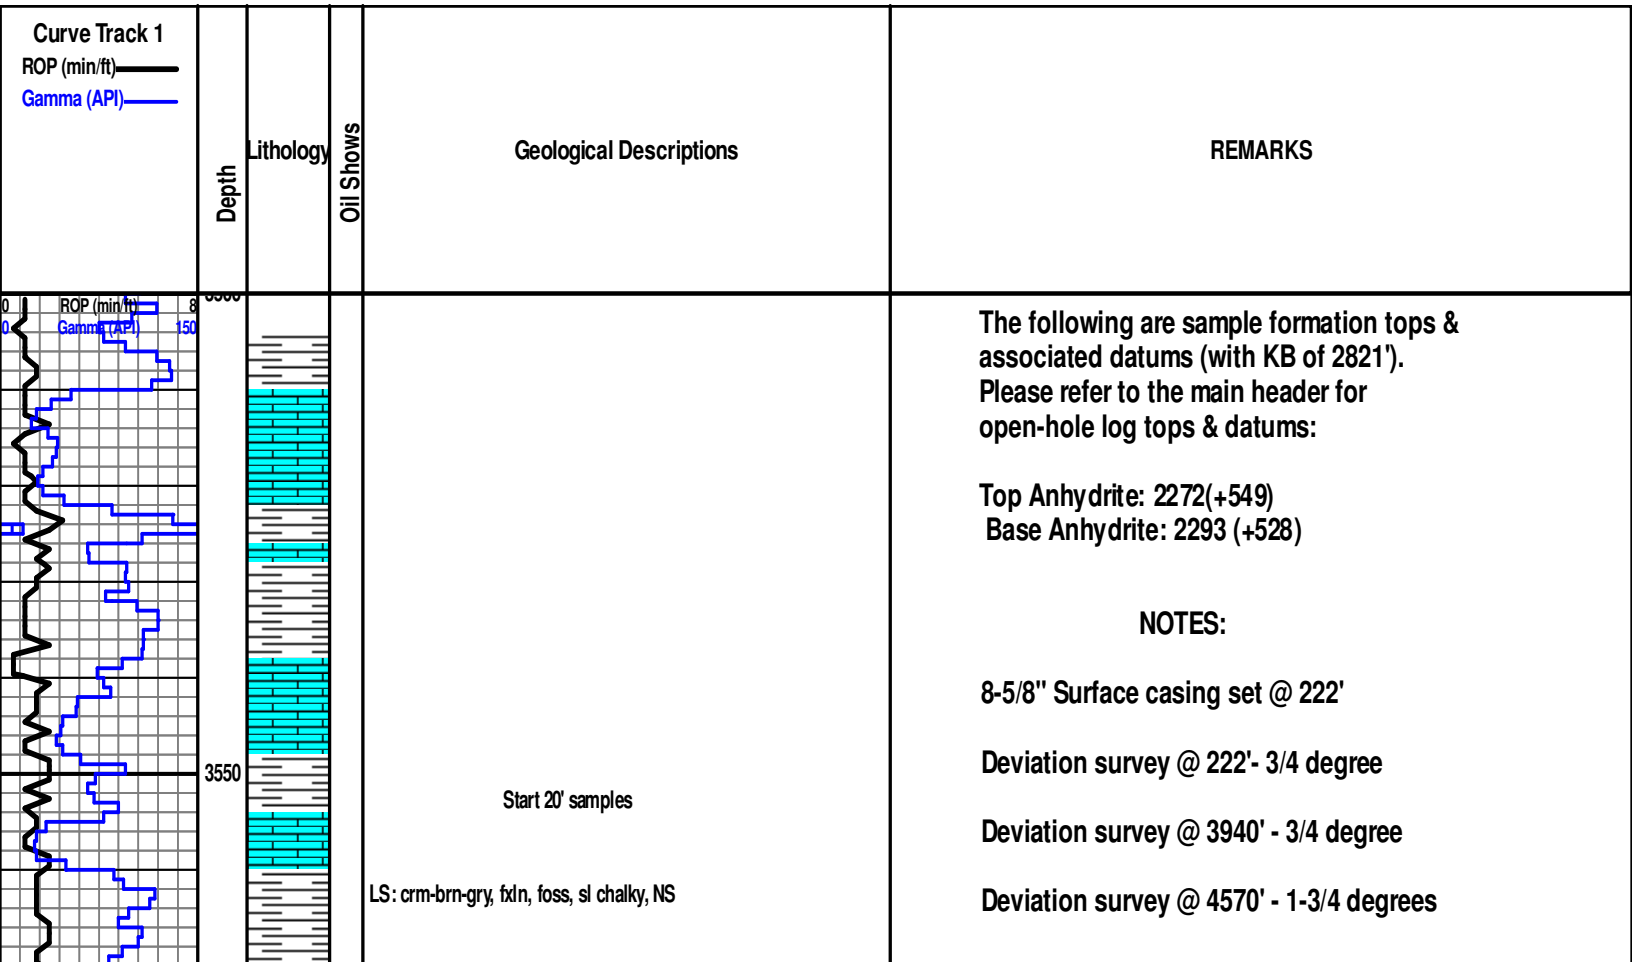 Curve Track 1
ROP (min/ft)
Gamma (API)
Depth
Lithology
Oil Shows
Geological Descriptions
REMARKS
0 ROP (min/ft) 8
0 Gamma (API) 150
3500
The following are sample formation tops &
associated datums (with KB of 2821').
Please refer to the main header for
open-hole log tops & datums:
Top Anhydrite: 2272(+549)
Base Anhydrite: 2293 (+528)
NOTES:
8-5/8" Surface casing set @ 222'
Deviation survey @ 222'- 3/4 degree
3550
Start 20' samples
Deviation survey @ 3940' - 3/4 degree
LS: crm-brn-gry, fxln, foss, sl chalky, NS
Deviation survey @ 4570' - 1-3/4 degrees